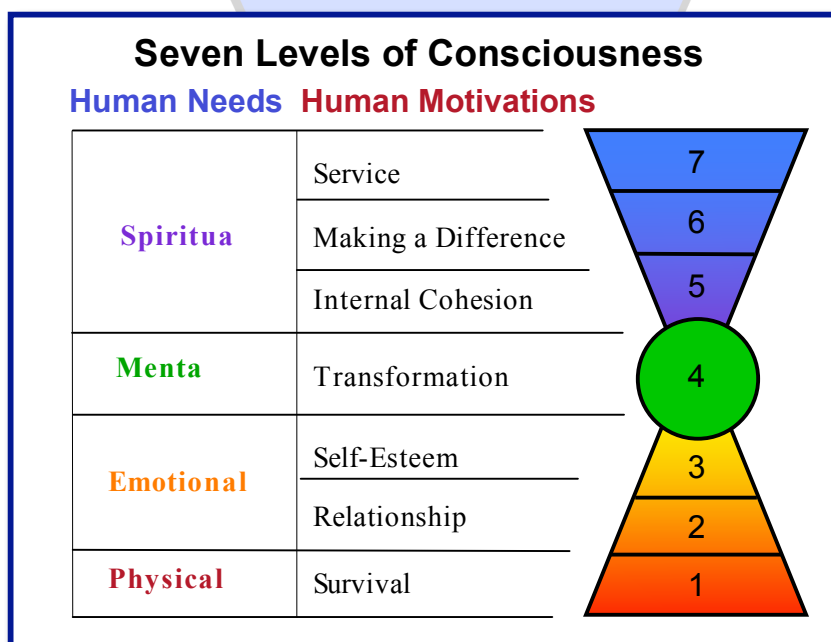 Seven Levels of Consciousness
Human Needs Human Motivations
Service 7
Spiritua Making a Difference 6
Internal Cohesion 5
Menta Transformation 4
Self-Esteem 3
Emotional
Relationship 2
Physical Survival 1